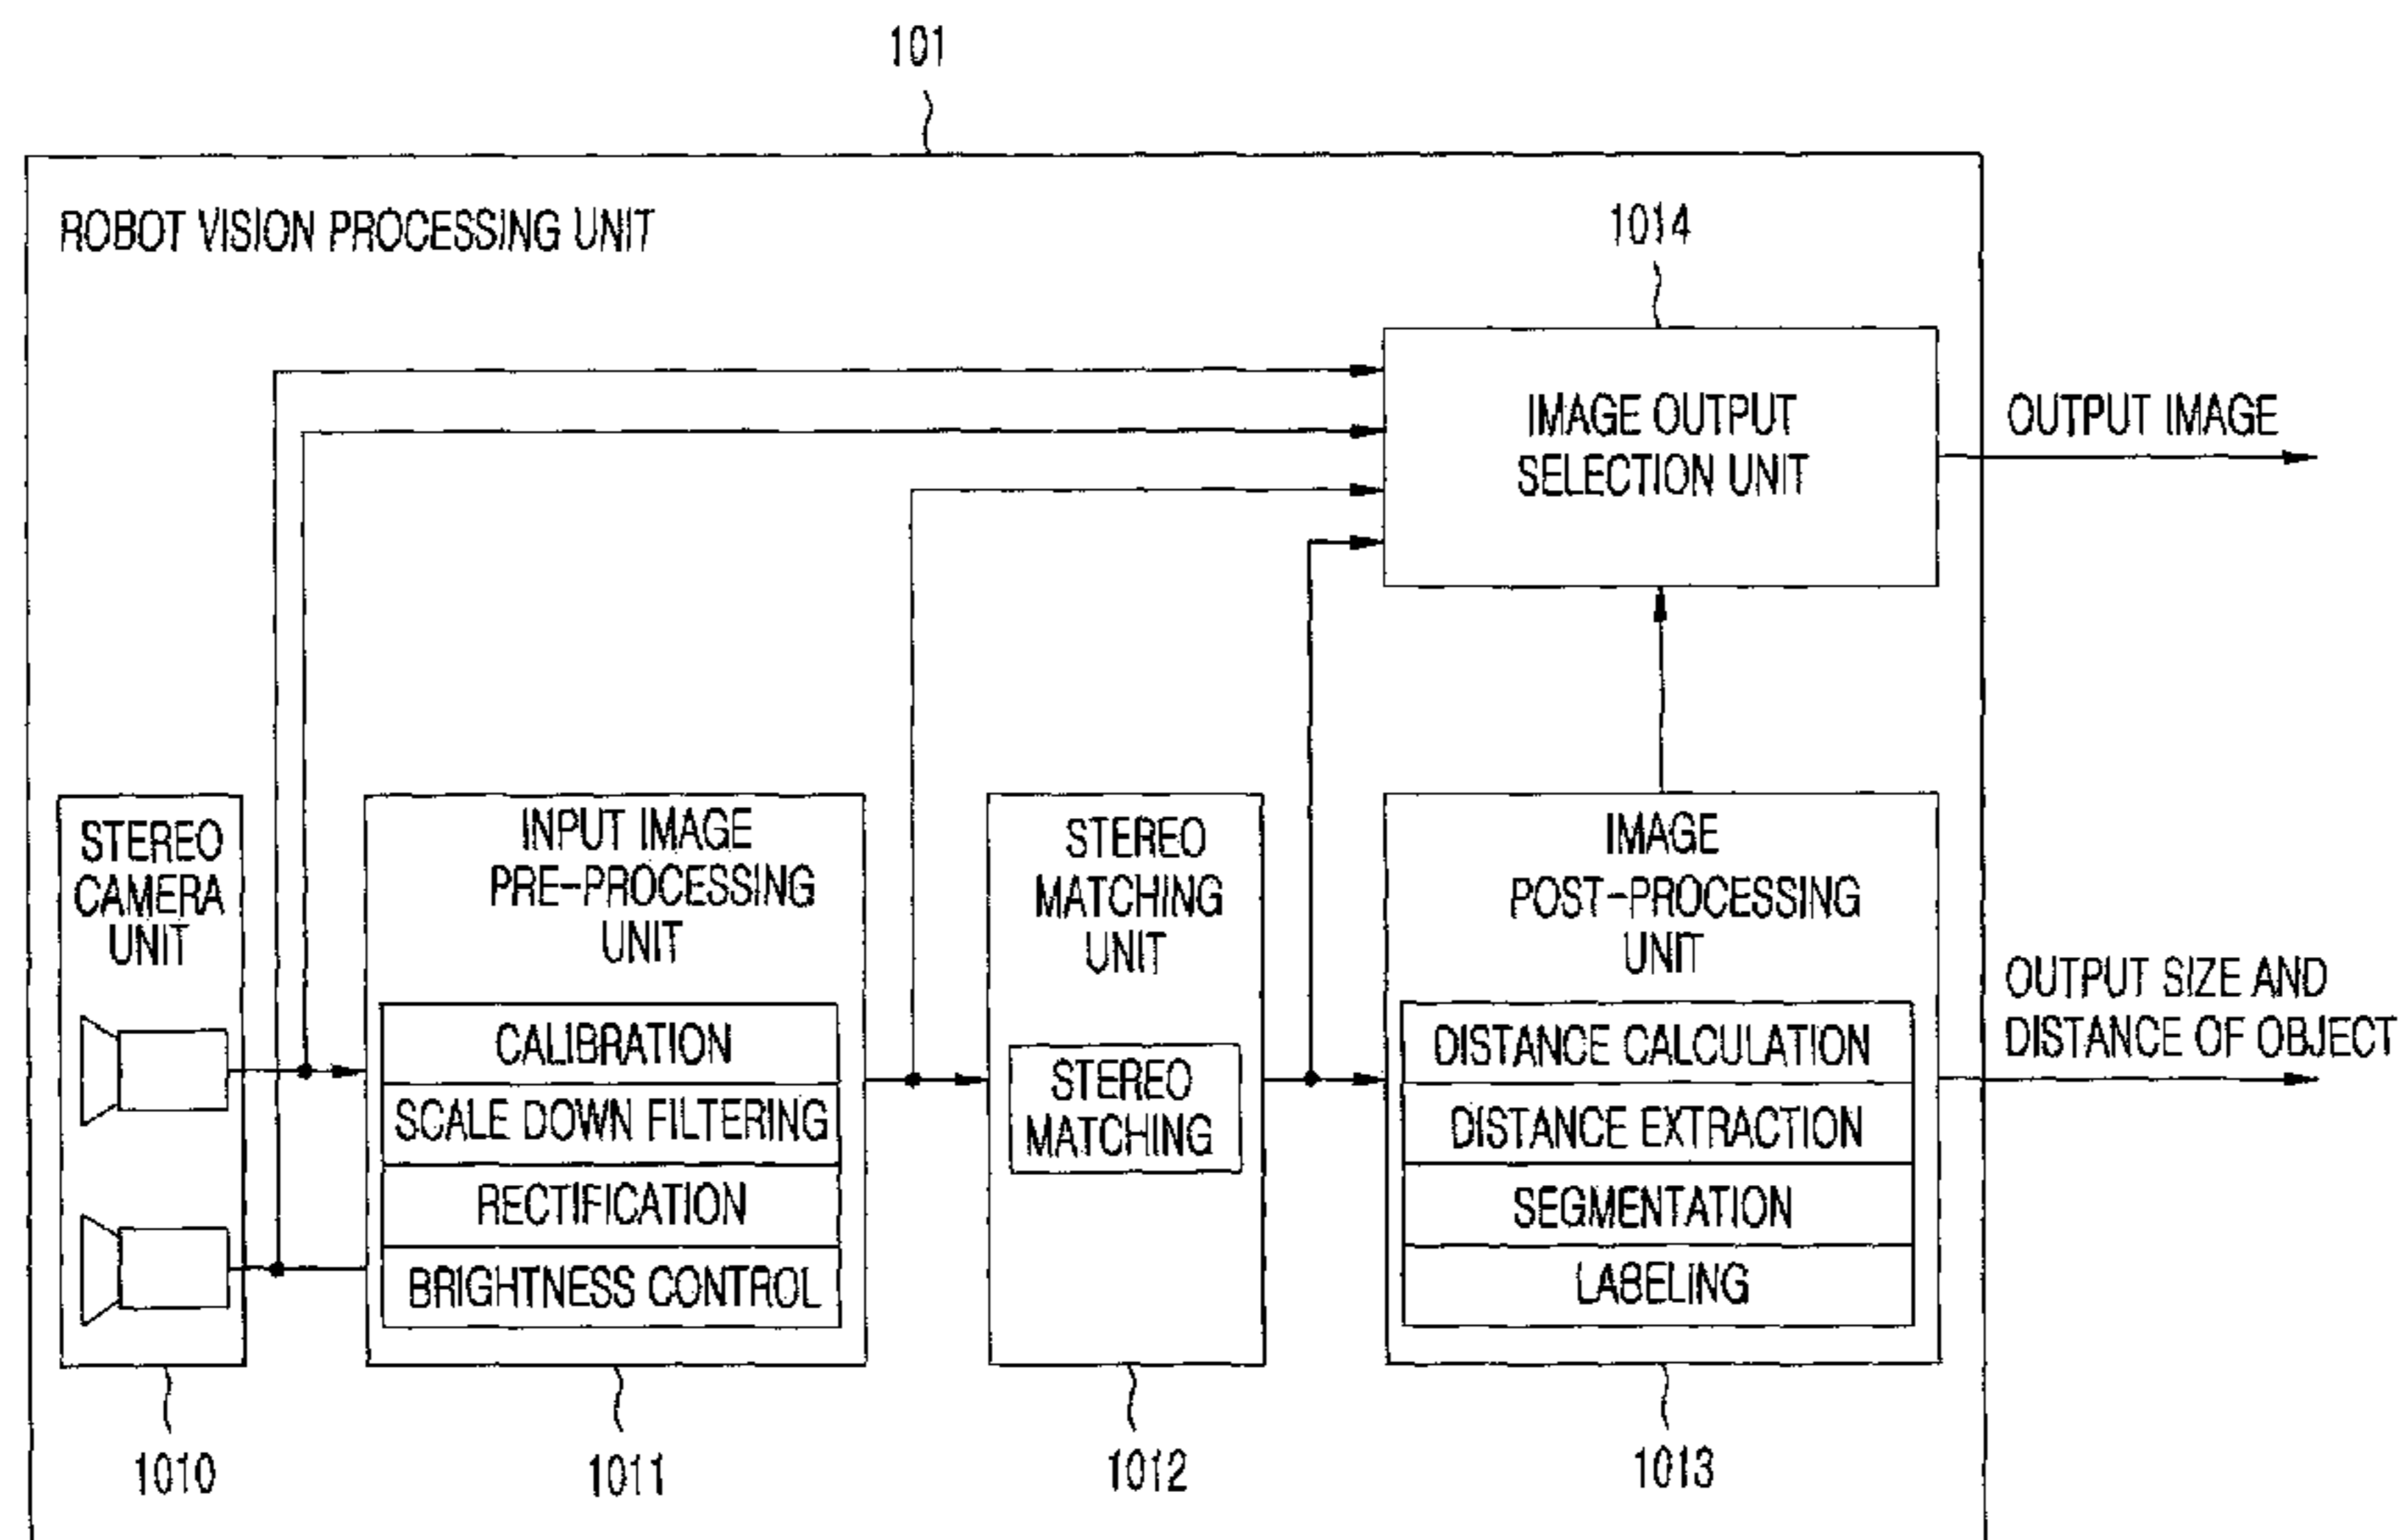 101
ROBOT VISION PROCESSING UNIT
1014
IMAGE OUTPUT
SELECTION UNIT
OUTPUT IMAGE
STEREO
CAMERA
UNIT
INPUT IMAGE
PRE-PROCESSING
UNIT
CALIBRATION
SCALE DOWN FILTERING
RECTIFICATION
BRIGHTNESS CONTROL
STEREO
MATCHING
UNIT
STEREO
MATCHING
IMAGE
POST-PROCESSING
UNIT
DISTANCE CALCULATION
DISTANCE EXTRACTION
SEGMENTATION
LABELING
OUTPUT SIZE AND
DISTANCE OF OBJECT
1010
1011
1012
1013